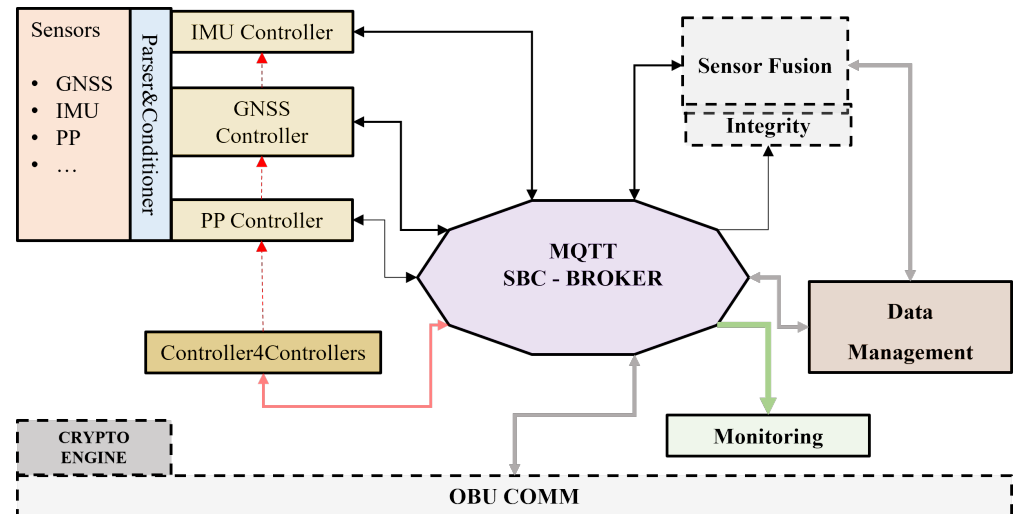 Sensors
• GNSS
• IMU
• PP
• …
Parser&Conditioner
IMU Controller
GNSS
Controller
PP Controller
Controller4Controllers
MQTT
SBC - BROKER
Sensor Fusion
Integrity
Data
Management
Monitoring
CRYPTO
ENGINE
OBU COMM